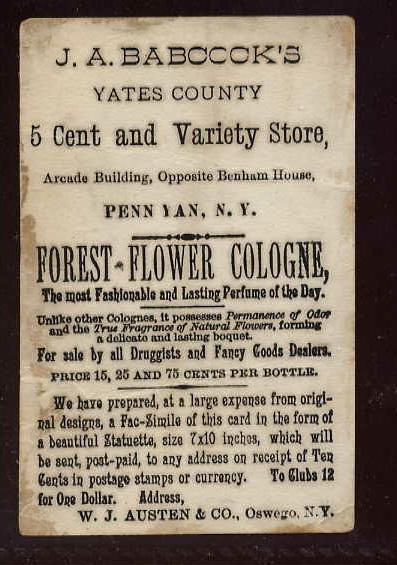 J. A. BABCOCK'S
YATES COUNTY
5 Cent and Variety Store,
Arcade Building, Opposite Benham House,
PENN YAN, N. Y.
FOREST-FLOWER COLOGNE,
The most Fashionable and Lasting Perfume of the Day.
Unlike other Colognes, it possesses Permanence of Odor
and the True Fragrance of Natural Flowers, forming
a delicate and lasting boquet.
For sale by all Druggists and Fancy Goods Dealers.
PRICE 15, 25 AND 75 CENTS PER BOTTLE.
We have prepared, at a large expense from origi-
nal designs, a Fac-Zimile of this card in the form of
a beautiful Statuette, size 7x10 inches, which will
be sent, post-paid, to any address on receipt of Ten
Cents in postage stamps or currency. To Clubs 12
for One Dollar. Address,
W. J. AUSTEN & CO., Oswego, N.Y.